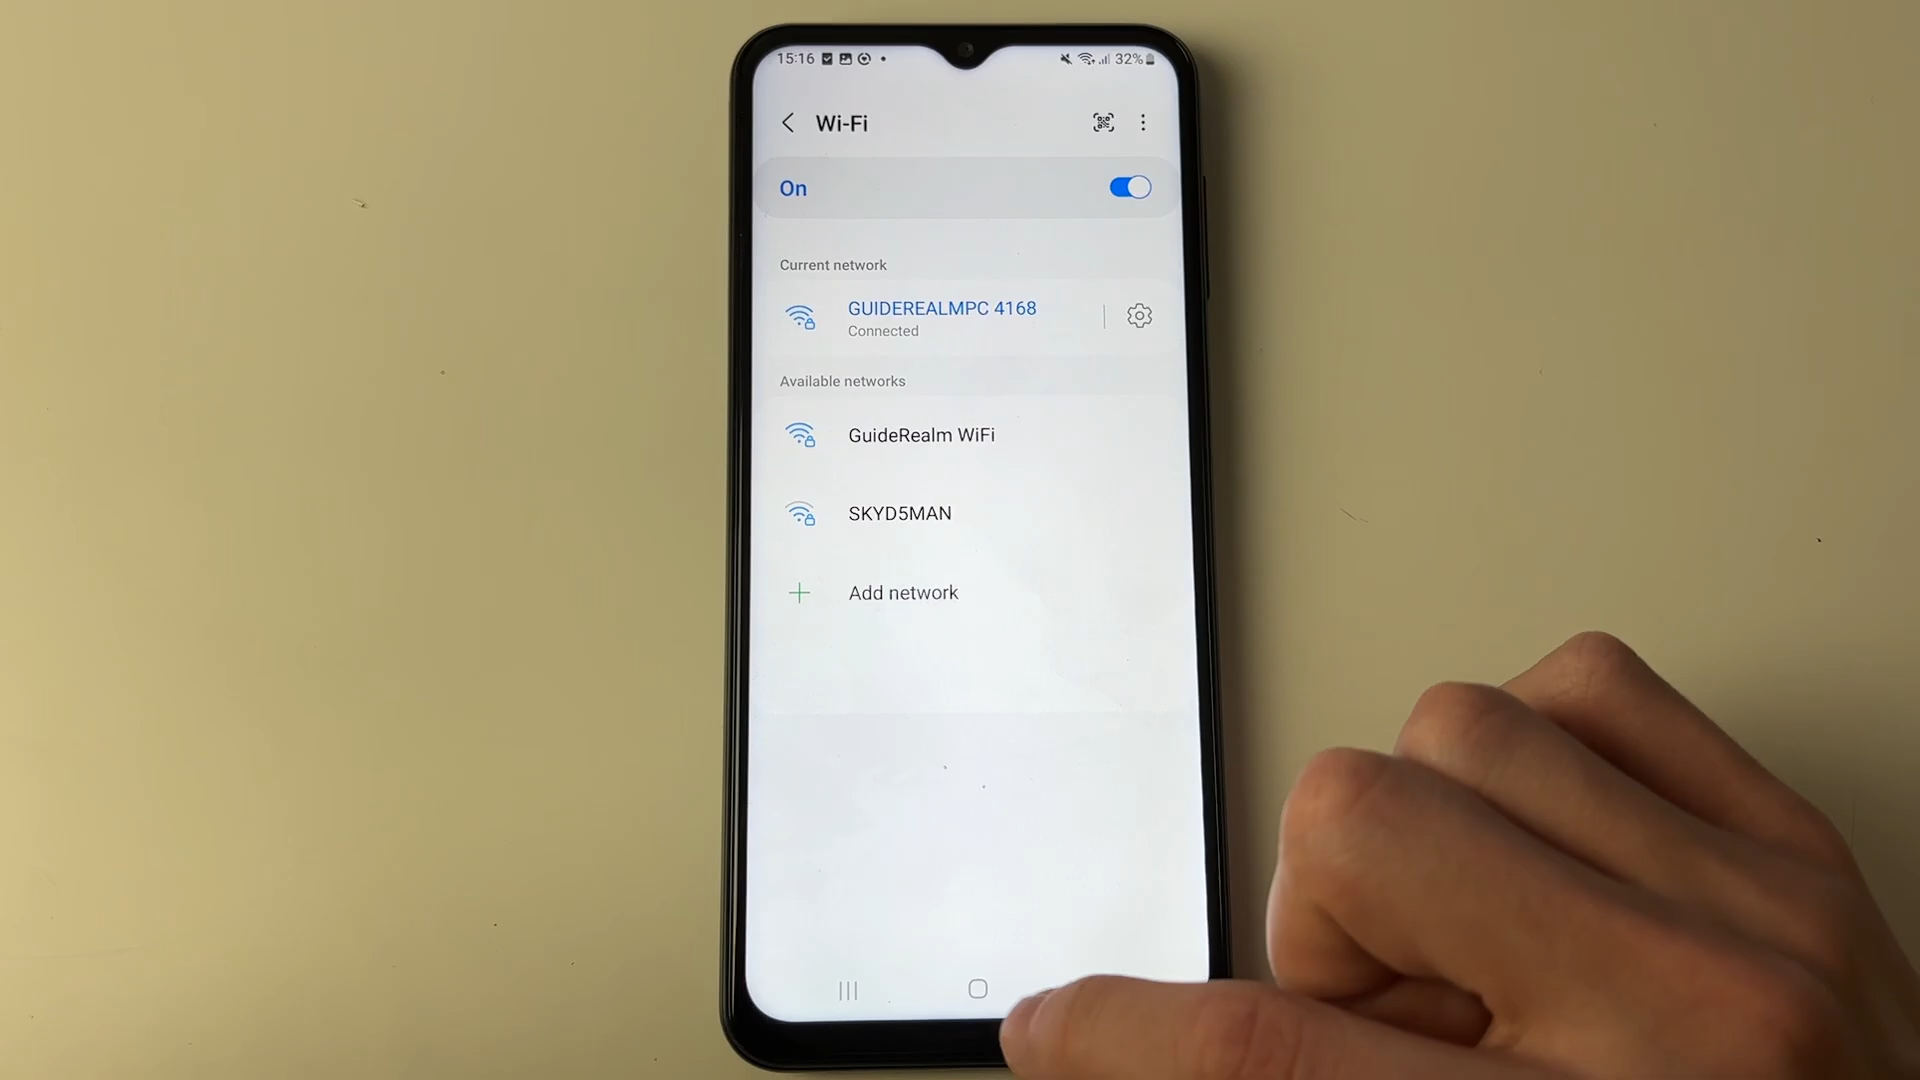 15:16 32%
Wi-Fi
On
Current network
GUIDEREALMPC 4168
Connected
Available networks
GuideRealm WiFi
SKYD5MAN
Add network